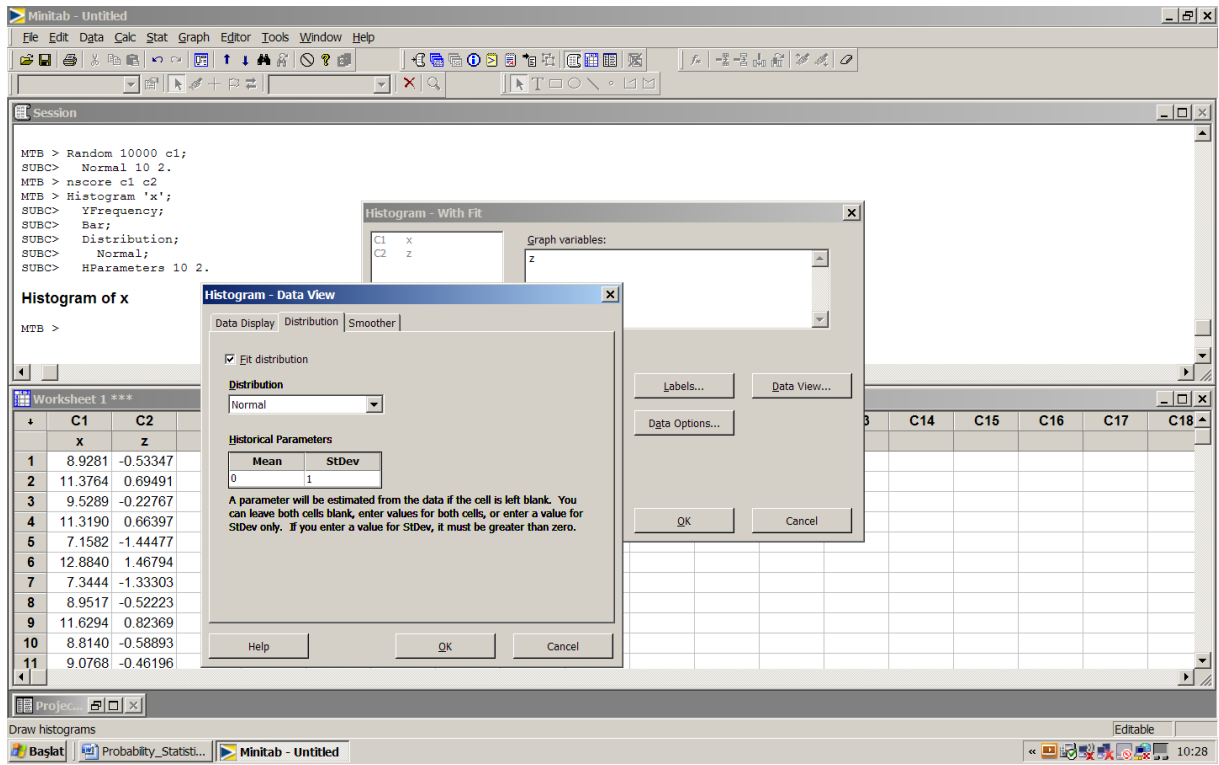 Minitab - Untitled
File Edit Data Calc Stat Graph Editor Tools Window Help
Session
MTB > Random 10000 c1;
SUBC> Normal 10 2.
MTB > nscore c1 c2
MTB > Histogram 'x';
SUBC> YFrequency;
SUBC> Bar;
SUBC> Distribution;
SUBC> Normal;
SUBC> HParameters 10 2.
Histogram of x
MTB >
Histogram - With Fit
C1 x
C2 z
Graph variables:
z
Labels...
Data View...
Data Options...
OK
Cancel
Histogram - Data View
Data Display Distribution Smoother
Fit distribution
Distribution
Normal
Historical Parameters
Mean StDev
0 1
A parameter will be estimated from the data if the cell is left blank. You
can leave both cells blank, enter values for both cells, or enter a value for
StDev only. If you enter a value for StDev, it must be greater than zero.
Help OK Cancel
Worksheet 1 ***
C1 C2 3 C14 C15 C16 C17 C18
x z
1 8.9281 -0.53347
2 11.3764 0.69491
3 9.5289 -0.22767
4 11.3190 0.66397
5 7.1582 -1.44477
6 12.8840 1.46794
7 7.3444 -1.33303
8 8.9517 -0.52223
9 11.6294 0.82369
10 8.8140 -0.58893
11 9.0768 -0.46196
Projec...
Draw histograms
Editable
Başlat Probability_Statisti... Minitab - Untitled 10:28